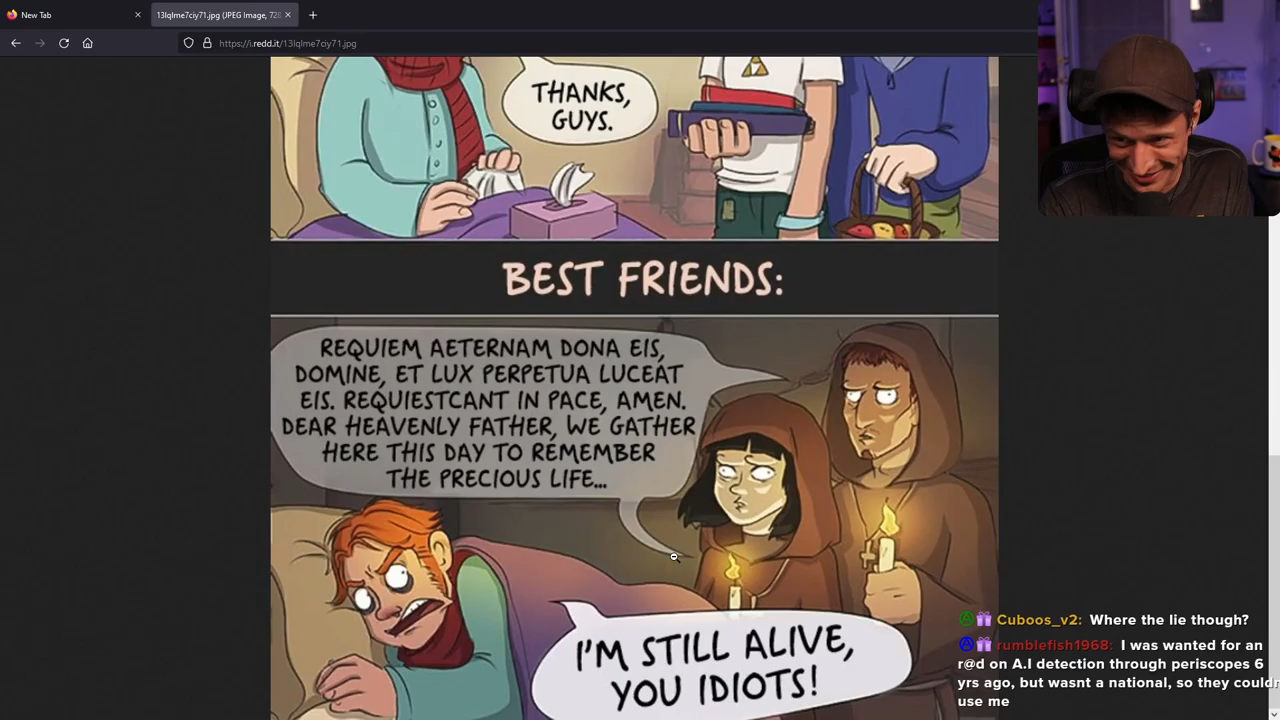 New Tab
13lqlme7ciy71.jpg (JPEG Image, 728
https://i.redd.it/13lqlme7ciy71.jpg
THANKS,
GUYS.
BEST FRIENDS:
REQUIEM AETERNAM DONA EIS,
DOMINE, ET LUX PERPETUA LUCEAT
EIS. REQUIESTCANT IN PACE, AMEN.
DEAR HEAVENLY FATHER, WE GATHER
HERE THIS DAY TO REMEMBER
THE PRECIOUS LIFE...
I'M STILL ALIVE,
YOU IDIOTS!
Cuboos_v2: Where the lie though?
rumblefish1968: I was wanted for an
r@d on A.I detection through periscopes 6
yrs ago, but wasnt a national, so they couldn
use me